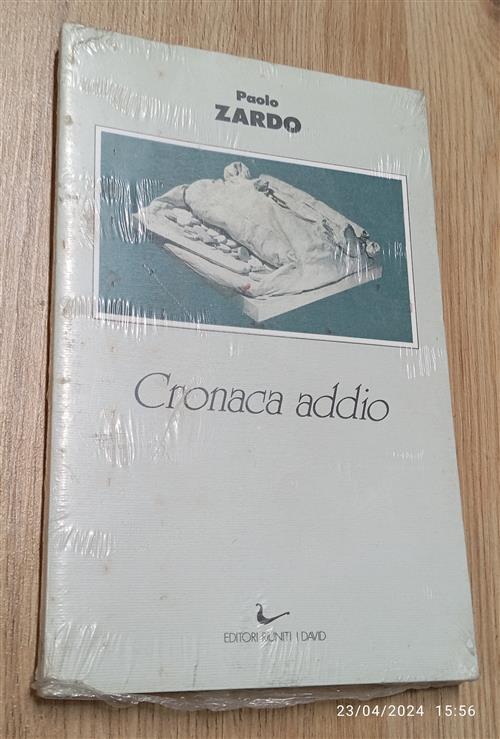 Paolo
ZARDO
Cronaca addio
EDITORI RIUNITI | DAVID
23/04/2024 15:56